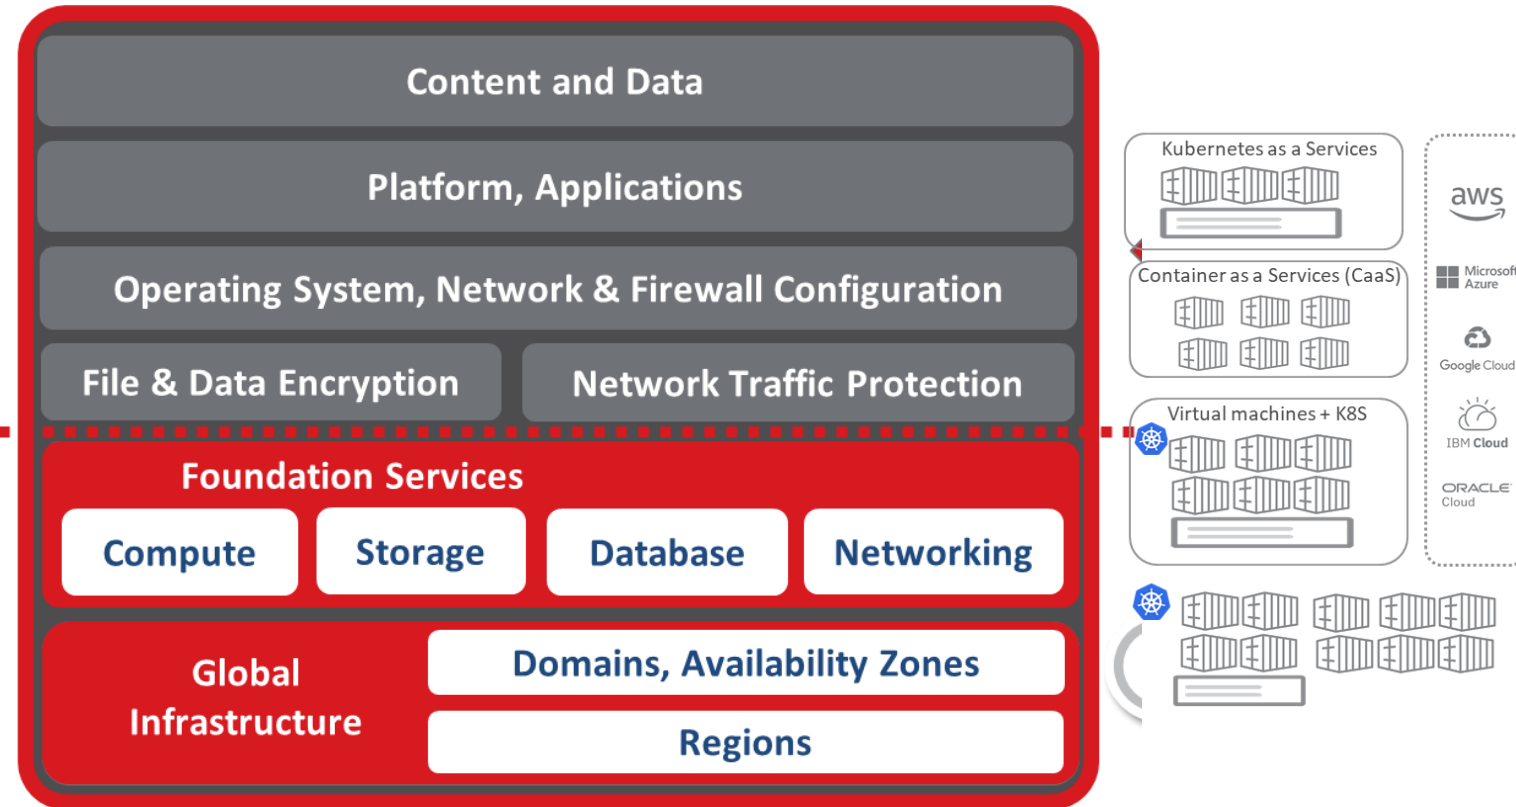 Content and Data
Platform, Applications
Operating System, Network & Firewall Configuration
File & Data Encryption
Network Traffic Protection
Foundation Services
Compute
Storage
Database
Networking
Global
Infrastructure
Domains, Availability Zones
Regions
Kubernetes as a Services
Container as a Services (CaaS)
Virtual machines + K8S
aws
Microsoft
Azure
Google Cloud
IBM Cloud
ORACLE
Cloud